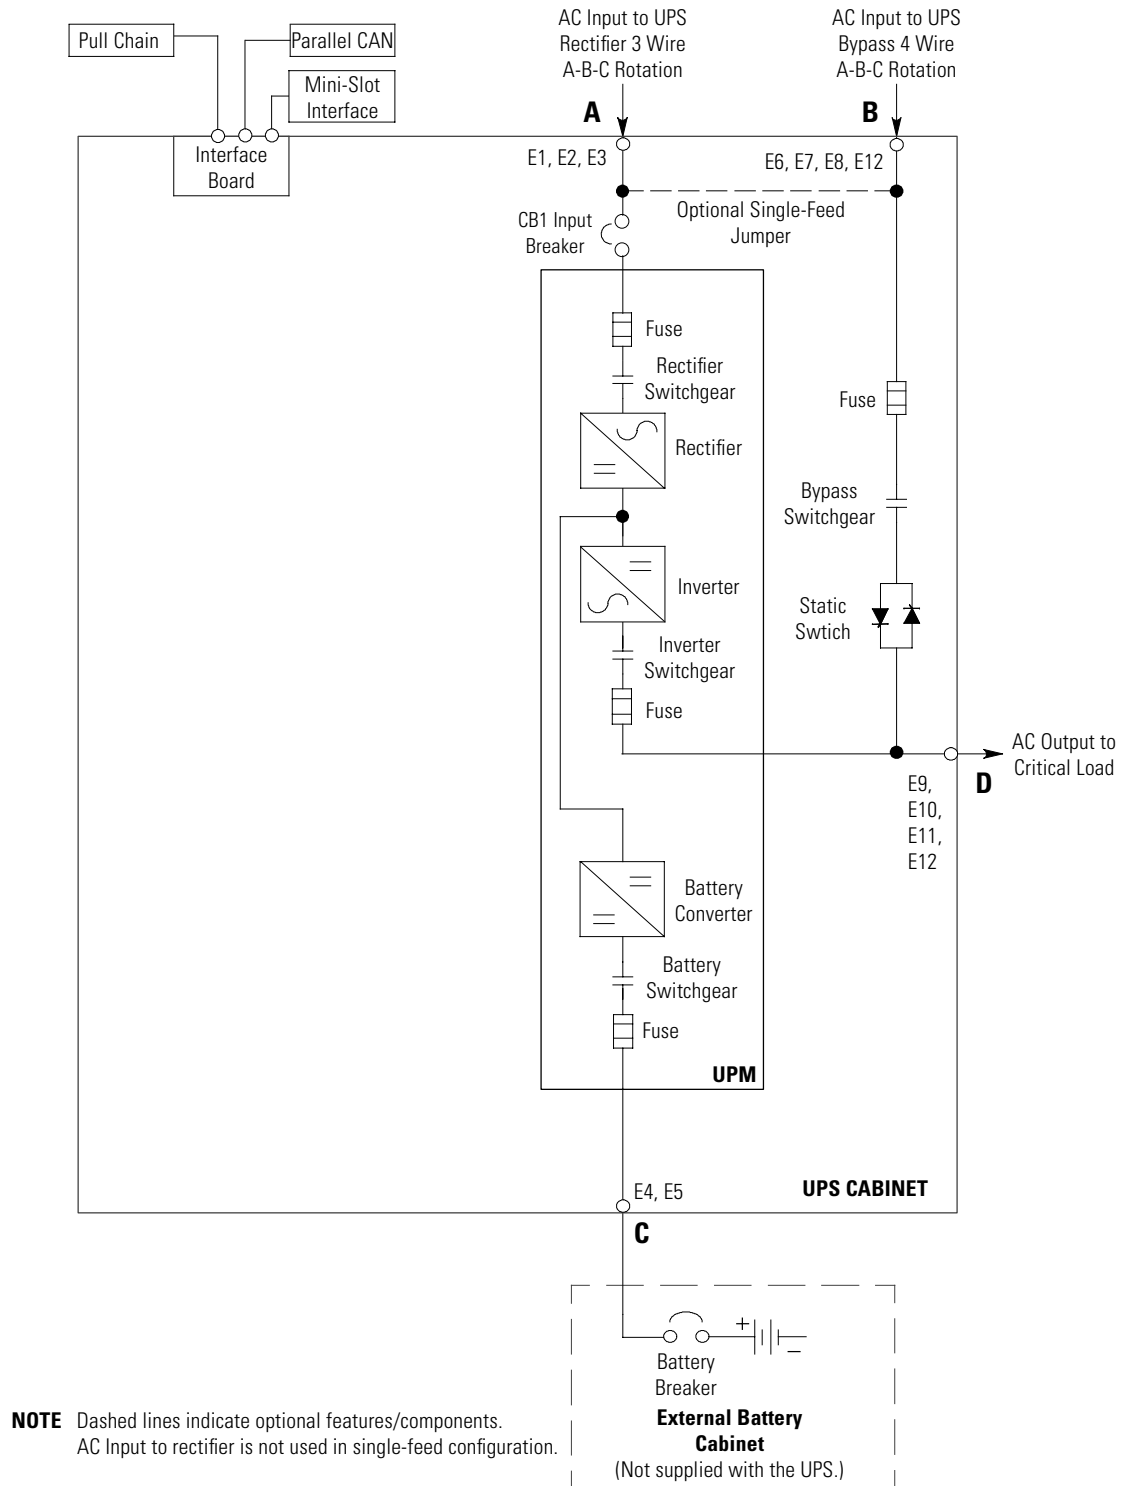 AC Input to UPS
Rectifier 3 Wire
A-B-C Rotation
AC Input to UPS
Bypass 4 Wire
A-B-C Rotation
Pull Chain
Parallel CAN
Mini-Slot
Interface
A
B
Interface
Board
E1, E2, E3
E6, E7, E8, E12
Optional Single-Feed
Jumper
CB1 Input
Breaker
Fuse
Rectifier
Switchgear
Rectifier
Fuse
Bypass
Switchgear
Inverter
Static
Swtich
Inverter
Switchgear
Fuse
AC Output to
Critical Load
D
E9,
E10,
E11,
E12
Battery
Converter
Battery
Switchgear
Fuse
UPM
E4, E5
UPS CABINET
C
+
–
Battery
Breaker
External Battery
Cabinet
(Not supplied with the UPS.)
NOTE Dashed lines indicate optional features/components.
AC Input to rectifier is not used in single-feed configuration.